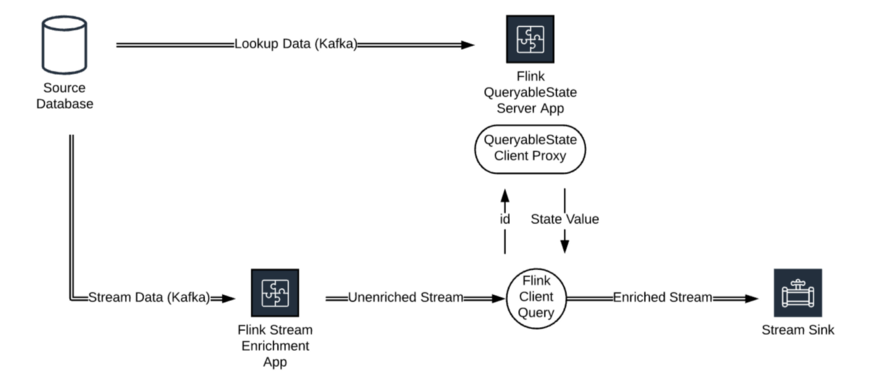 Lookup Data (Kafka)
Source
Database
Flink
QueryableState
Server App
QueryableState
Client Proxy
id
State Value
Stream Data (Kafka)
Flink Stream
Enrichment
App
Unenriched Stream
Flink
Client
Query
Enriched Stream
Stream Sink